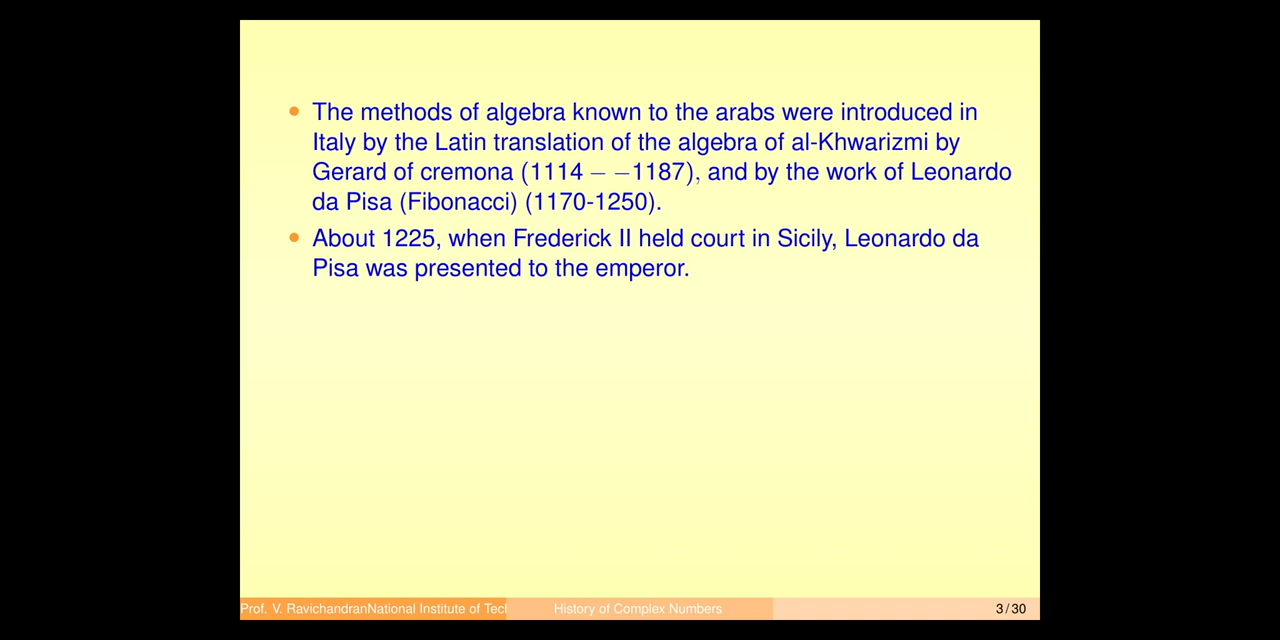 • The methods of algebra known to the arabs were introduced in
Italy by the Latin translation of the algebra of al-Khwarizmi by
Gerard of cremona (1114 − −1187), and by the work of Leonardo
da Pisa (Fibonacci) (1170-1250).
• About 1225, when Frederick II held court in Sicily, Leonardo da
Pisa was presented to the emperor.
Prof. V. RavichandranNational Institute of Tecl History of Complex Numbers 3 / 30